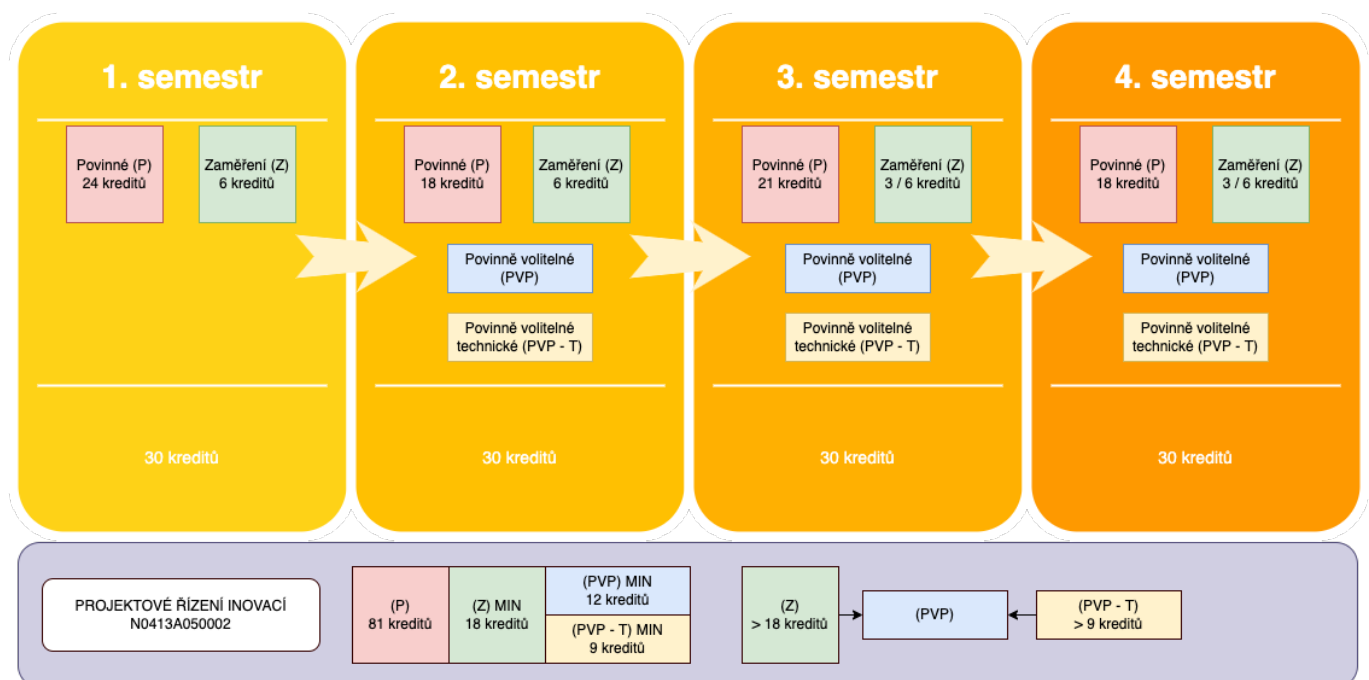 1. semestr
Povinné (P)
24 kreditů
Zaměření (Z)
6 kreditů
30 kreditů
2. semestr
Povinné (P)
18 kreditů
Zaměření (Z)
6 kreditů
Povinně volitelné
(PVP)
Povinně volitelné
technické (PVP - T)
30 kreditů
3. semestr
Povinné (P)
21 kreditů
Zaměření (Z)
3 / 6 kreditů
Povinně volitelné
(PVP)
Povinně volitelné
technické (PVP - T)
30 kreditů
4. semestr
Povinné (P)
18 kreditů
Zaměření (Z)
3 / 6 kreditů
Povinně volitelné
(PVP)
Povinně volitelné
technické (PVP - T)
30 kreditů
PROJEKTOVÉ ŘÍZENÍ INOVACÍ
N0413A050002
(P)
81 kreditů
(Z) MIN
18 kreditů
(PVP) MIN
12 kreditů
(PVP - T) MIN
9 kreditů
(Z)
> 18 kreditů
(PVP)
(PVP - T)
> 9 kreditů